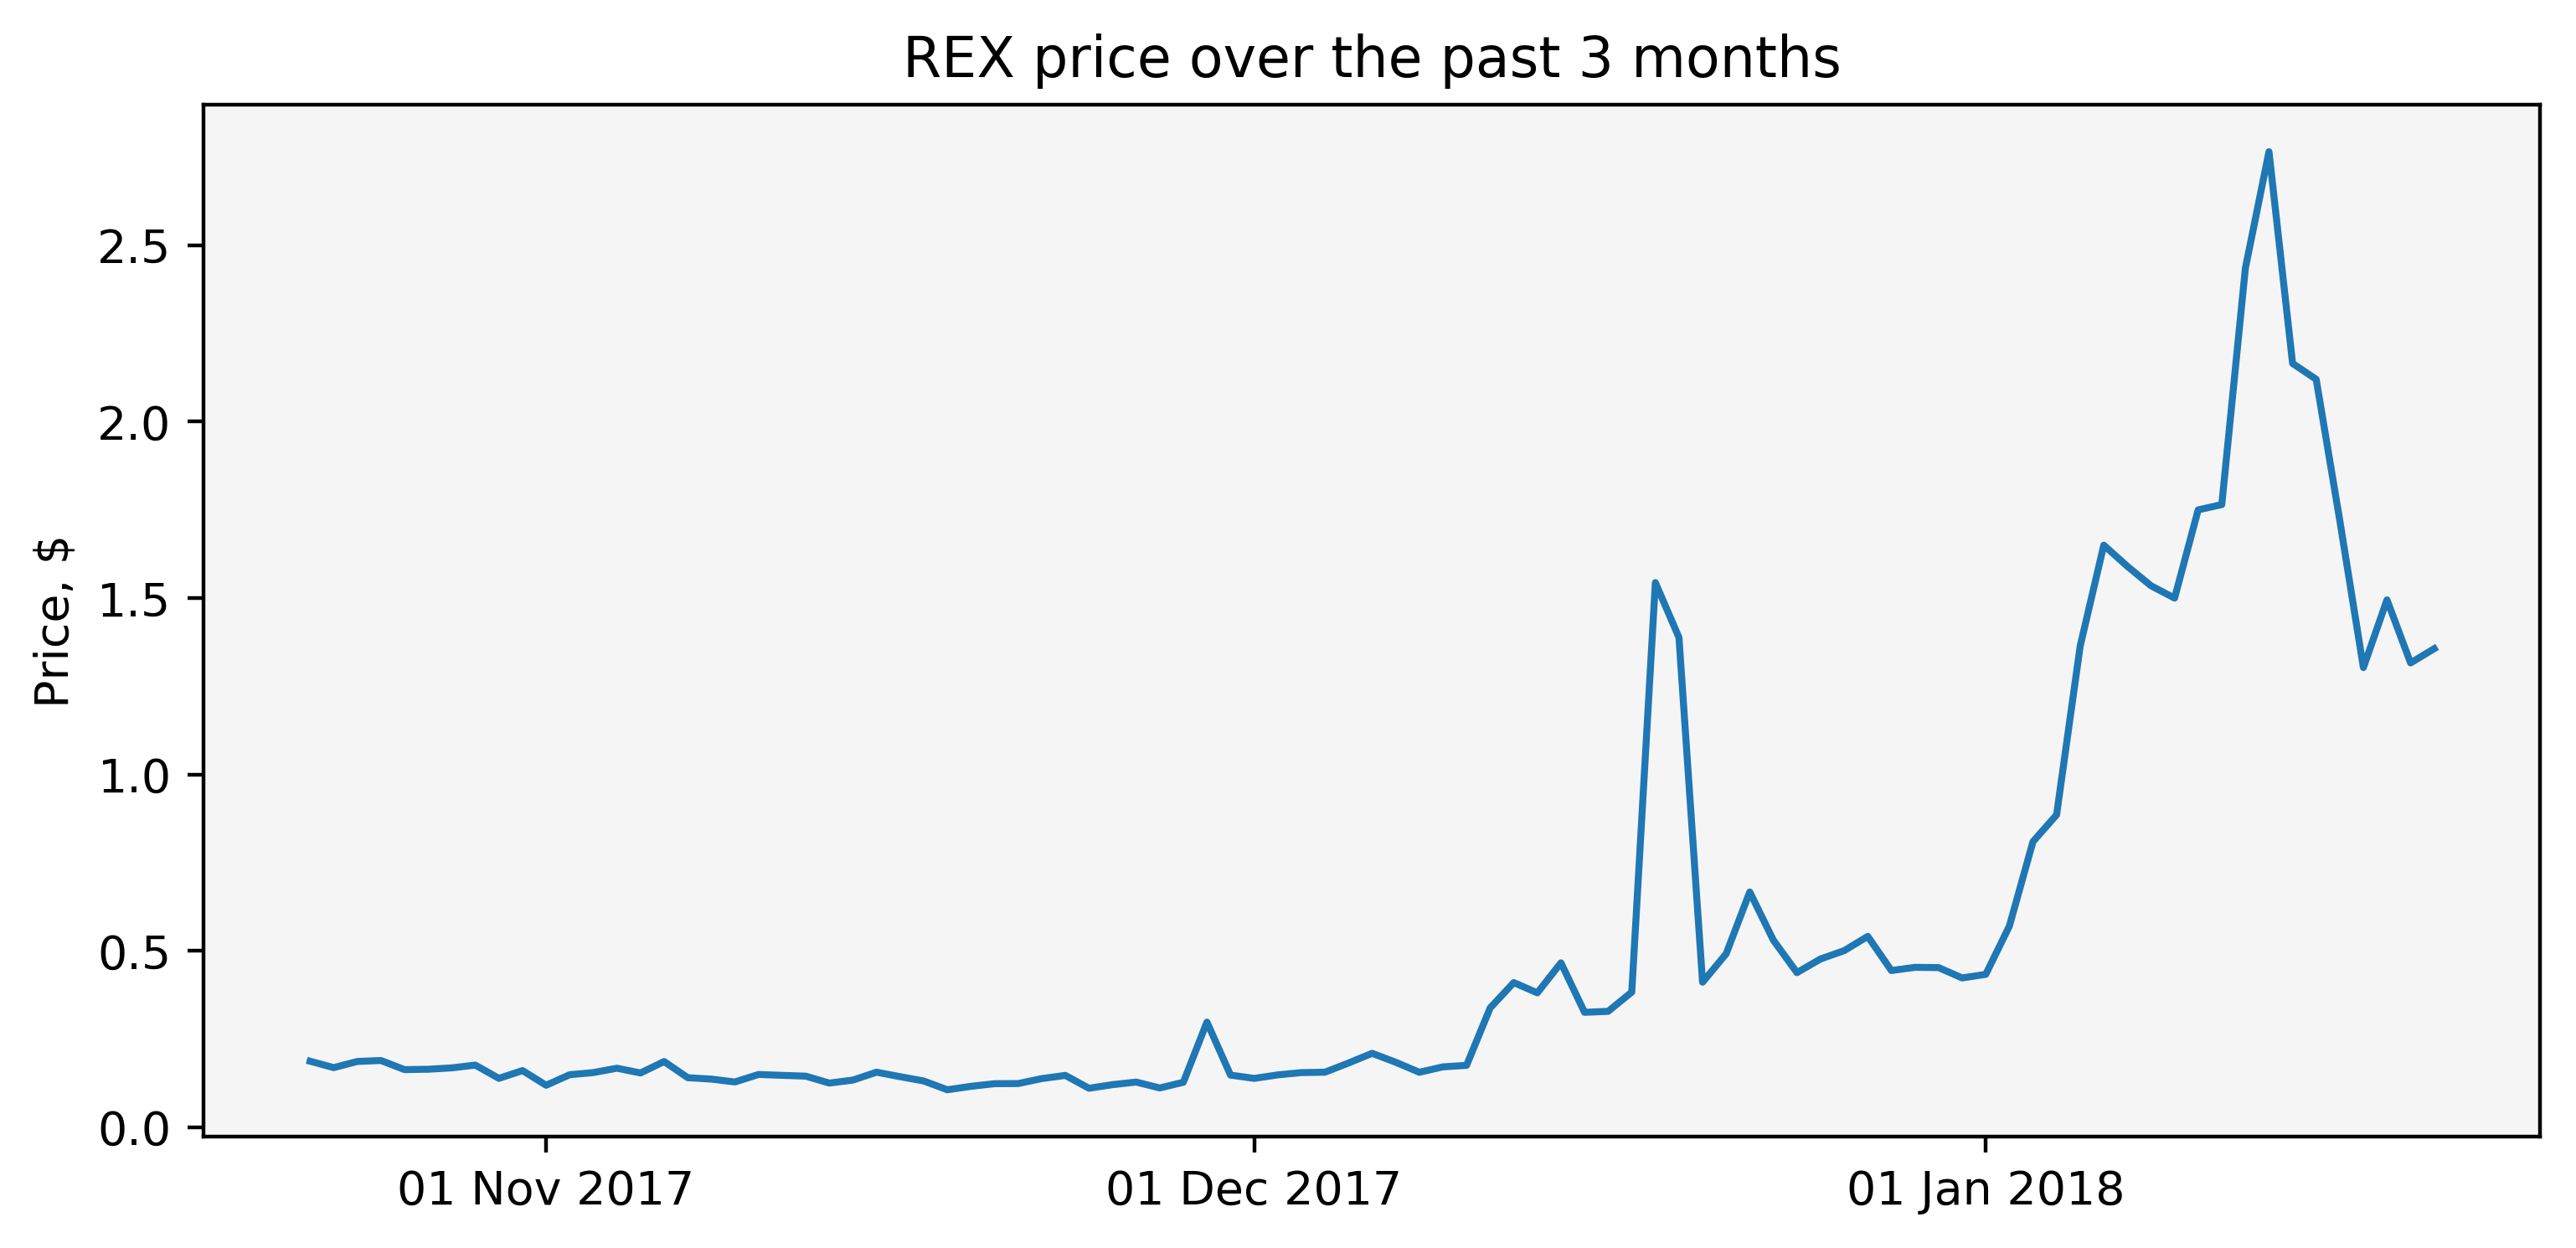 REX price over the past 3 months
Price, $
2.5
2.0
1.5
1.0
0.5
0.0
01 Nov 2017
01 Dec 2017
01 Jan 2018